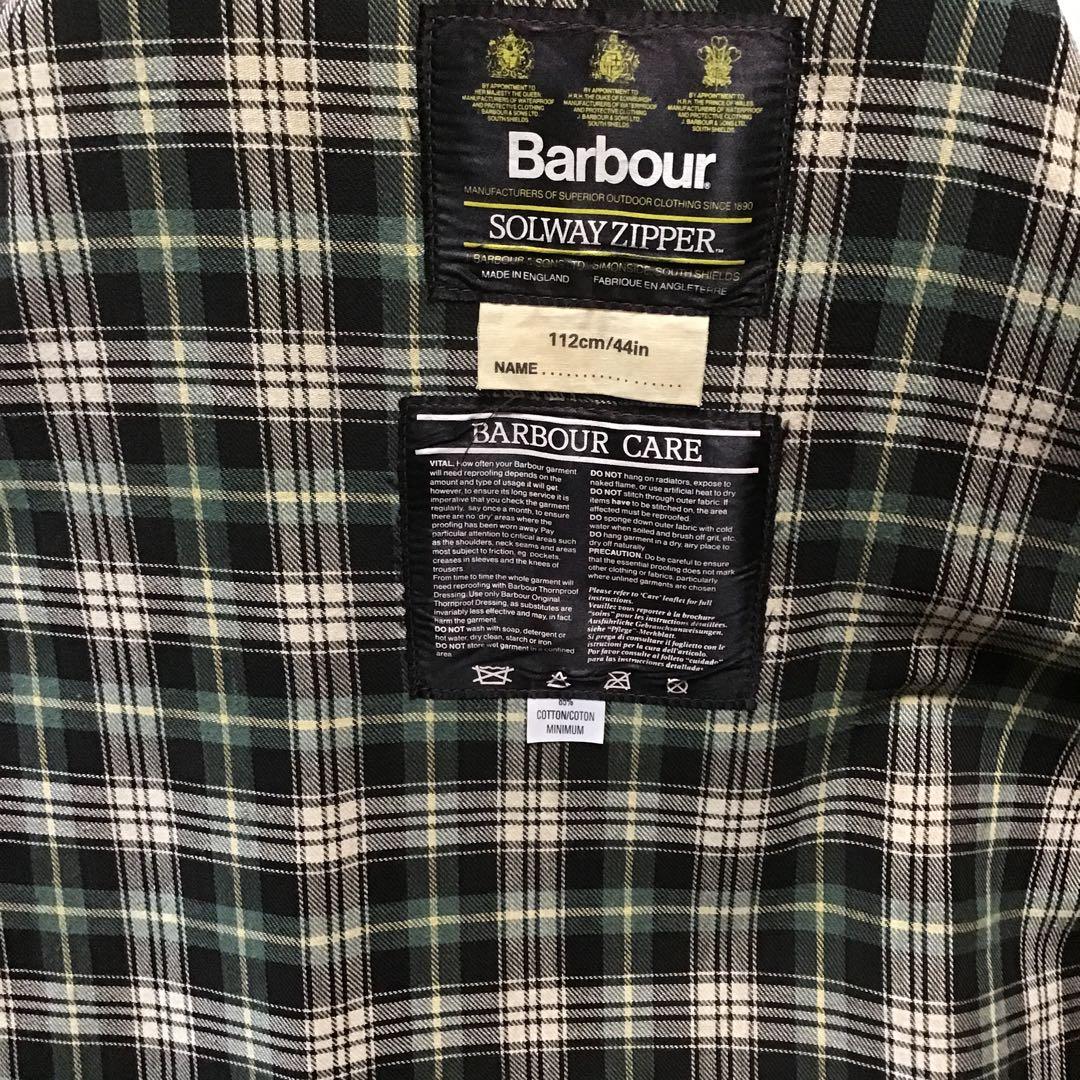 BY APPOINTMENT TO
HER MAJESTY THE QUEEN
MANUFACTURERS OF WATERPROOF
AND PROTECTIVE CLOTHING
J. BARBOUR & SONS LTD.
SOUTH SHIELDS
BY APPOINTMENT TO
H.R.H. THE DUKE OF EDINBURGH
MANUFACTURERS OF WATERPROOF
AND PROTECTIVE CLOTHING
J. BARBOUR & SONS LTD.
SOUTH SHIELDS
BY APPOINTMENT TO
H.R.H. THE PRINCE OF WALES
MANUFACTURERS OF WATERPROOF
AND PROTECTIVE CLOTHING
J. BARBOUR & SONS LTD.
SOUTH SHIELDS
Barbour®
MANUFACTURERS OF SUPERIOR OUTDOOR CLOTHING SINCE 1890
SOLWAY ZIPPER™
J. BARBOUR & SONS LTD. SIMONSIDE SOUTH SHIELDS
MADE IN ENGLAND FABRIQUE EN ANGLETERRE
112cm/44in
NAME..................
BARBOUR CARE
VITAL. How often your Barbour garment
will need reproofing depends on the
amount and type of usage it will get
however, to ensure its long service it is
imperative that you check the garment
regularly, say once a month, to ensure
there are no 'dry' areas where the
proofing has been worn away. Pay
particular attention to critical areas such
as the shoulders, neck seams and areas
most subject to friction, eg. pockets,
creases in sleeves and the knees of
trousers.
From time to time the whole garment will
need reproofing with Barbour Thornproof
Dressing. Use only Barbour Original
Thornproof Dressing, as substitutes are
invariably less effective and may, in fact,
harm the garment.
DO NOT wash with soap, detergent or
hot water, dry clean, starch or iron
DO NOT store wet garment in a confined
area.
DO NOT hang on radiators, expose to
naked flame, or use artificial heat to dry
DO NOT stitch through outer fabric. If
items have to be stitched on, the area
affected must be reproofed.
DO sponge down outer fabric with cold
water when soiled and brush off grit, etc.
DO hang garment in a dry, airy place to
dry off naturally.
PRECAUTION. Do be careful to ensure
that the essential proofing does not mark
other clothing or fabrics, particularly
where unlined garments are chosen
Please refer to 'Care' leaflet for full
instructions.
Veuillez vous reporter à la brochure
"soins" pour les instructions détaillées.
Ausführliche Gebrauchsanweisungen,
siehe "Pflege"-Merkblatt.
Si prega di consultare il foglietto con le
istruzioni per la cura dell'articolo.
Por favor consulte al folleto "cuidado"
para las instrucciones detalladas.
85%
COTTON/COTON
MINIMUM